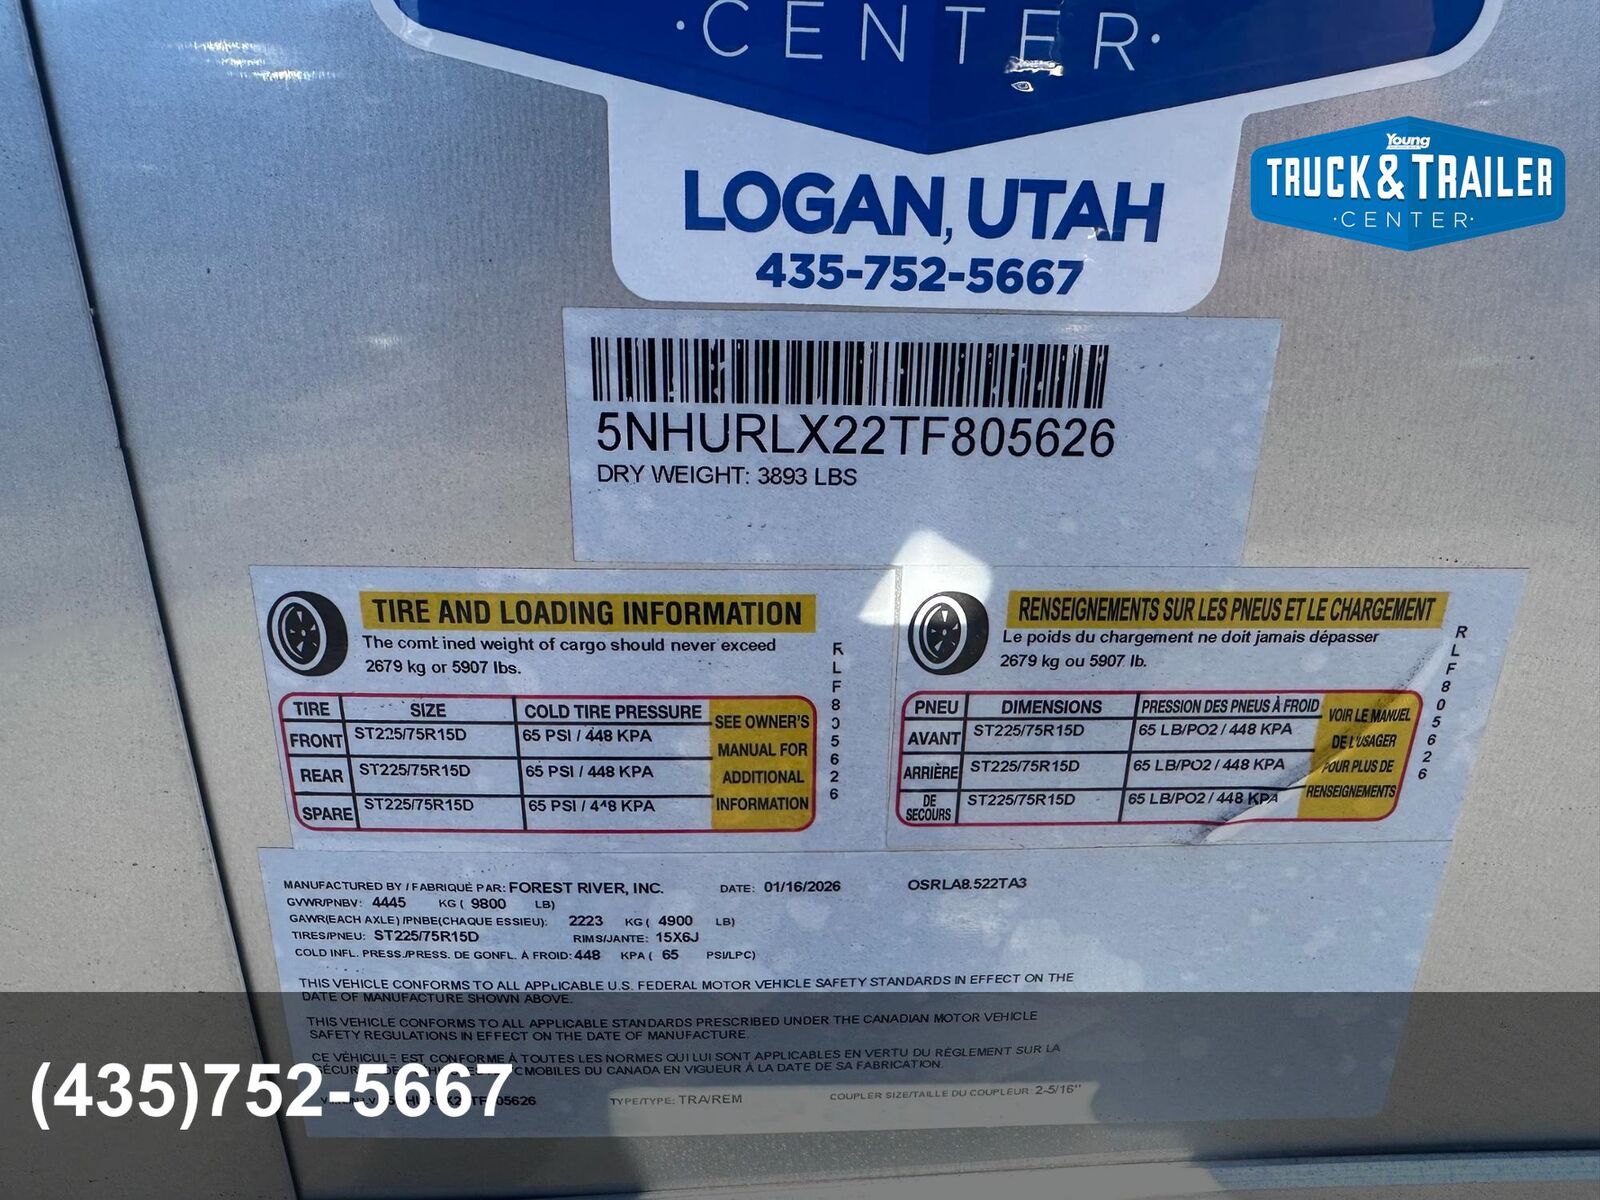 ·CENTER·
LOGAN, UTAH
435-752-5667
Young
TRUCK & TRAILER
·CENTER·
5NHURLX22TF805626
DRY WEIGHT: 3893 LBS
TIRE AND LOADING INFORMATION
The combined weight of cargo should never exceed
2679 kg or 5907 lbs.
TIRE SIZE COLD TIRE PRESSURE
FRONT ST225/75R15D 65 PSI / 448 KPA
REAR ST225/75R15D 65 PSI / 448 KPA
SPARE ST225/75R15D 65 PSI / 448 KPA
SEE OWNER'S
MANUAL FOR
ADDITIONAL
INFORMATION
RLF805626
RENSEIGNEMENTS SUR LES PNEUS ET LE CHARGEMENT
Le poids du chargement ne doit jamais dépasser
2679 kg ou 5907 lb.
PNEU DIMENSIONS PRESSION DES PNEUS À FROID
AVANT ST225/75R15D 65 LB/PO2 / 448 KPA
ARRIÈRE ST225/75R15D 65 LB/PO2 / 448 KPA
DE SECOURS ST225/75R15D 65 LB/PO2 / 448 KPA
VOIR LE MANUEL
DE L'USAGER
POUR PLUS DE
RENSEIGNEMENTS
RLF805626
MANUFACTURED BY / FABRIQUÉ PAR: FOREST RIVER, INC. DATE: 01/16/2026 OSRLA8.522TA3
GVWR/PNBV: 4445 KG ( 9800 LB)
GAWR(EACH AXLE) /PNBE(CHAQUE ESSIEU): 2223 KG ( 4900 LB)
TIRES/PNEU: ST225/75R15D RIMS/JANTE: 15X6J
COLD INFL. PRESS./PRESS. DE GONFL. À FROID: 448 KPA ( 65 PSI/LPC)
THIS VEHICLE CONFORMS TO ALL APPLICABLE U.S. FEDERAL MOTOR VEHICLE SAFETY STANDARDS IN EFFECT ON THE
DATE OF MANUFACTURE SHOWN ABOVE.
THIS VEHICLE CONFORMS TO ALL APPLICABLE STANDARDS PRESCRIBED UNDER THE CANADIAN MOTOR VEHICLE
SAFETY REGULATIONS IN EFFECT ON THE DATE OF MANUFACTURE.
CE VÉHICULE EST CONFORME À TOUTES LES NORMES QUI LUI SONT APPLICABLES EN VERTU DU RÉGLEMENT SUR LA
DU CANADA EN VIGUEUR À LA DATE DE SA FABRICATION.
(435)752-5667
TYPE/TYPE: TRA/REM COUPLER SIZE/TAILLE DU COUPLEUR: 2-5/16"